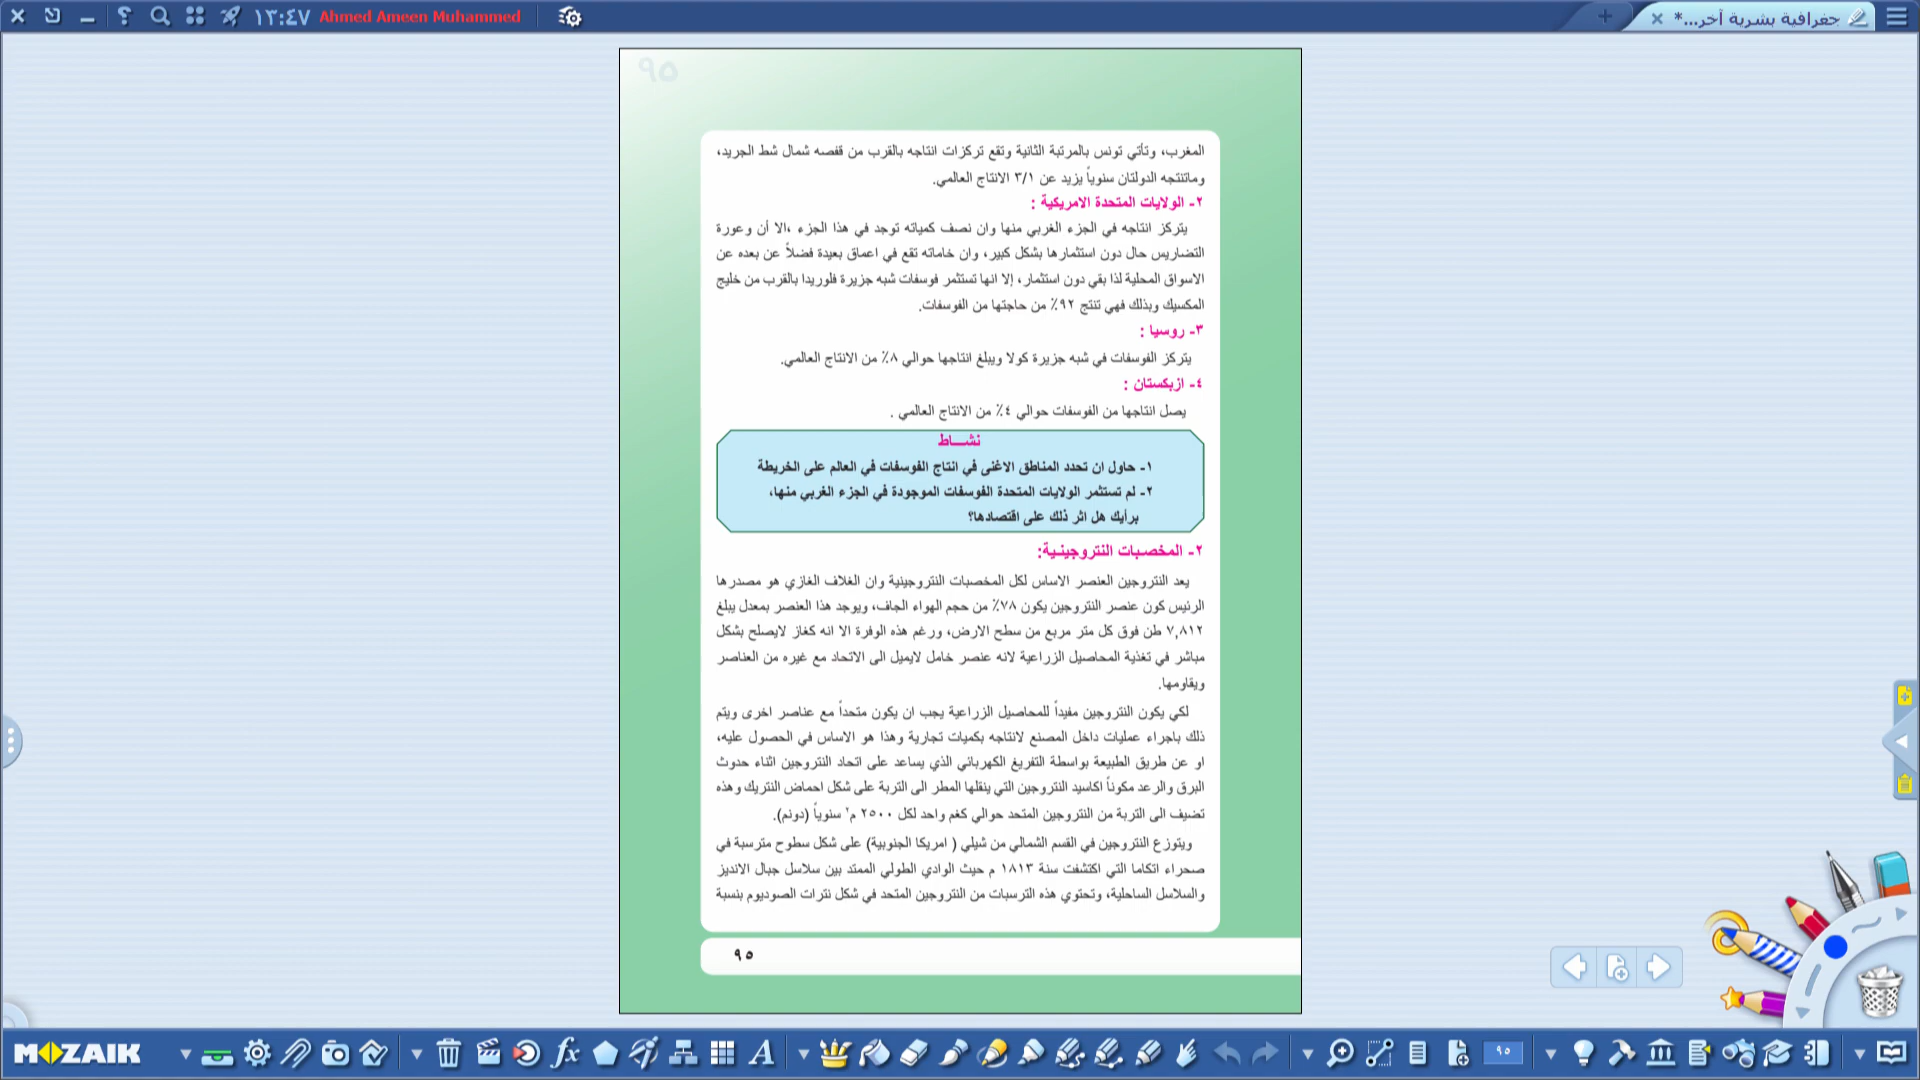 ١٣:٤٧
Ahmed Ameen Muhammed
جغرافية بشرية آخر...*
٩٥
المغرب، وتأتي تونس بالمرتبة الثانية وتقع تركزات انتاجه بالقرب من قفصه شمال شط الجريد،
وماتنتجه الدولتان سنوياً يزيد عن ٣/١ الانتاج العالمي.
٢- الولايات المتحدة الامريكية :
يتركز انتاجه في الجزء الغربي منها وان نصف كمياته توجد في هذا الجزء ،الا أن وعورة
التضاريس حال دون استثمارها بشكل كبير، وان خاماته تقع في اعماق بعيدة فضلاً عن بعده عن
الاسواق المحلية لذا بقي دون استثمار، إلا انها تستثمر فوسفات شبه جزيرة فلوريدا بالقرب من خليج
المكسيك وبذلك فهي تنتج ٩٢٪ من حاجتها من الفوسفات.
٣- روسيا :
يتركز الفوسفات في شبه جزيرة كولا ويبلغ انتاجها حوالي ٨٪ من الانتاج العالمي.
٤- ازبكستان :
يصل انتاجها من الفوسفات حوالي ٤٪ من الانتاج العالمي .
نشـــاط
١- حاول ان تحدد المناطق الاغنى في انتاج الفوسفات في العالم على الخريطة
٢- لم تستثمر الولايات المتحدة الفوسفات الموجودة في الجزء الغربي منها،
برأيك هل اثر ذلك على اقتصادها؟
٢- المخصبات النتروجينية:
يعد النتروجين العنصر الاساس لكل المخصبات النتروجينية وان الغلاف الغازي هو مصدرها
الرئيس كون عنصر النتروجين يكون ٧٨٪ من حجم الهواء الجاف، ويوجد هذا العنصر بمعدل يبلغ
٧,٨١٢ طن فوق كل متر مربع من سطح الارض، ورغم هذه الوفرة الا انه كغاز لايصلح بشكل
مباشر في تغذية المحاصيل الزراعية لانه عنصر خامل لايميل الى الاتحاد مع غيره من العناصر
ويقاومها.
لكي يكون النتروجين مفيداً للمحاصيل الزراعية يجب ان يكون متحداً مع عناصر اخرى ويتم
ذلك باجراء عمليات داخل المصنع لانتاجه بكميات تجارية وهذا هو الاساس في الحصول عليه،
او عن طريق الطبيعة بواسطة التفريغ الكهربائي الذي يساعد على اتحاد النتروجين اثناء حدوث
البرق والرعد مكوناً اكاسيد النتروجين التي ينقلها المطر الى التربة على شكل احماض النتريك وهذه
تضيف الى التربة من النتروجين المتحد حوالي كغم واحد لكل ٢٥٠٠ م٢ سنوياً (دونم).
ويتوزع النتروجين في القسم الشمالي من شيلي ( امريكا الجنوبية) على شكل سطوح مترسبة في
صحراء اتكاما التي اكتشفت سنة ١٨١٣ م حيث الوادي الطولي الممتد بين سلاسل جبال الانديز
والسلاسل الساحلية، وتحتوي هذه الترسبات من النتروجين المتحد في شكل نترات الصوديوم بنسبة
٩٥
MOZAIK
٩٥